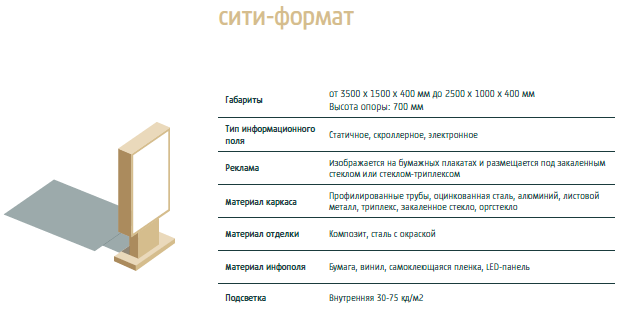 сити-формат
Габариты
от 3500 х 1500 х 400 мм до 2500 х 1000 х 400 мм
Высота опоры: 700 мм
Тип информационного
поля
Статичное, скроллерное, электронное
Реклама
Изображается на бумажных плакатах и размещается под закаленным
стеклом или стеклом-триплексом
Материал каркаса
Профилированные трубы, оцинкованная сталь, алюминий, листовой
металл, триплекс, закаленное стекло, оргстекло
Материал отделки
Композит, сталь с окраской
Материал инфополя
Бумага, винил, самоклеющаяся пленка, LED-панель
Подсветка
Внутренняя 30-75 кд/м2